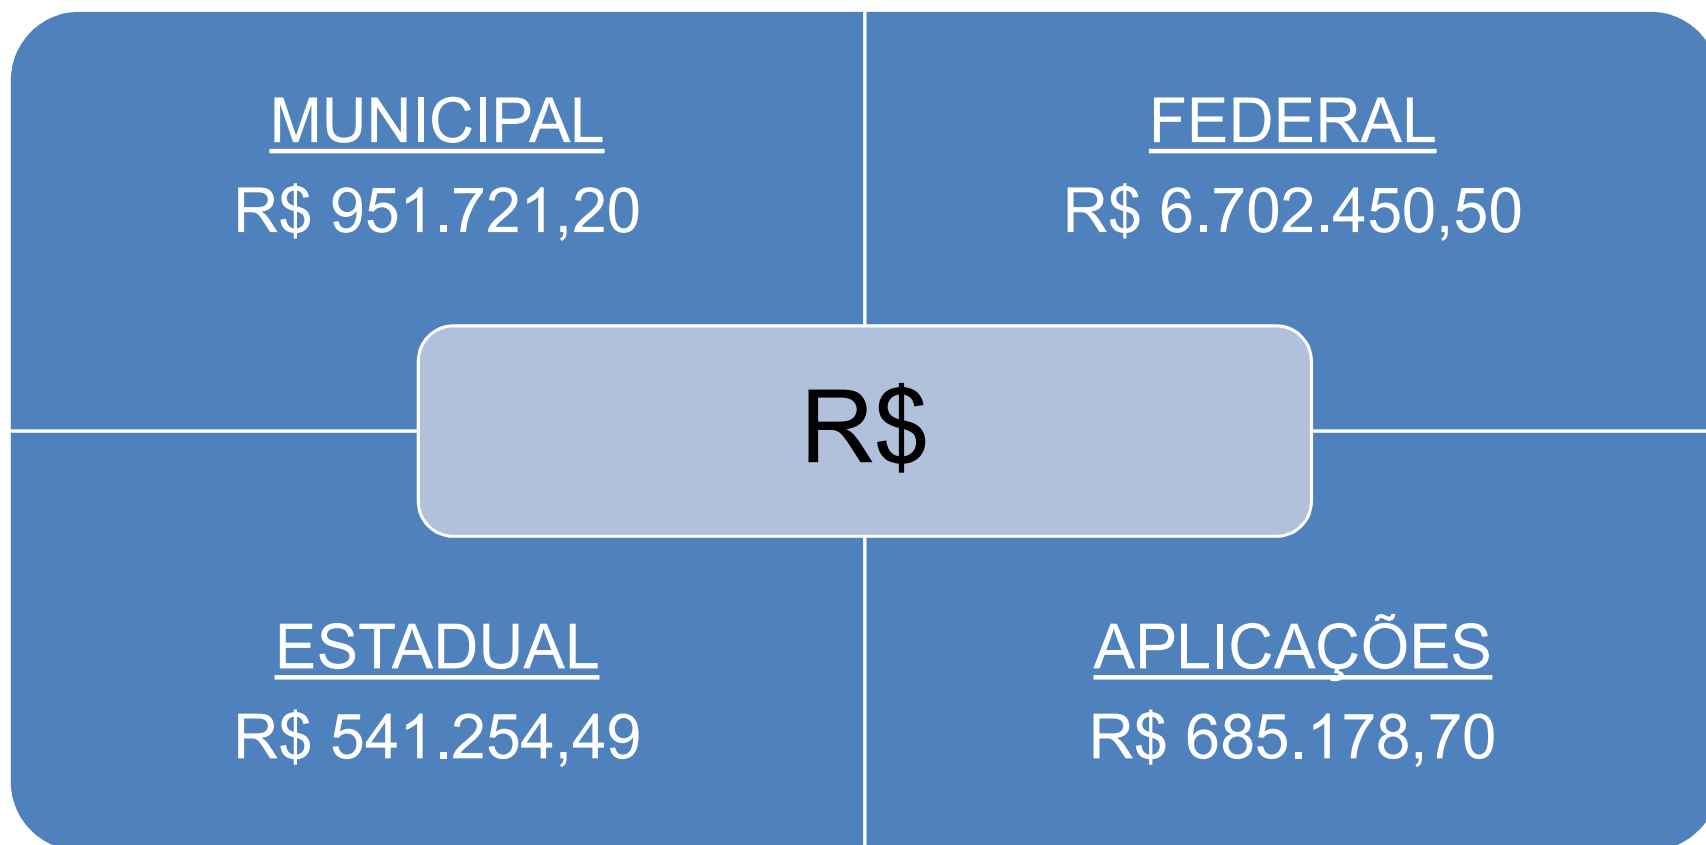 MUNICIPAL
R$ 951.721,20
FEDERAL
R$ 6.702.450,50
R$
ESTADUAL
R$ 541.254,49
APLICAÇÕES
R$ 685.178,70